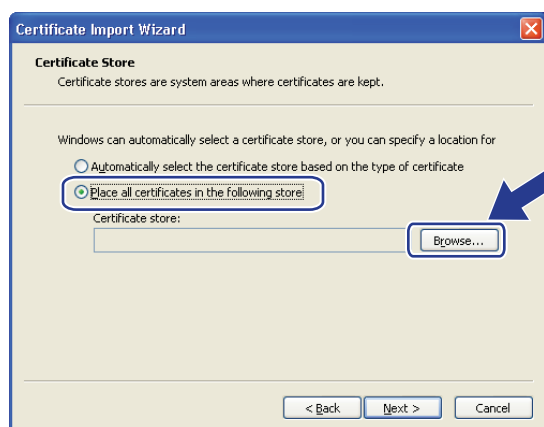 Certificate Import Wizard
Certificate Store
Certificate stores are system areas where certificates are kept.
Windows can automatically select a certificate store, or you can specify a location for
Automatically select the certificate store based on the type of certificate
Place all certificates in the following store
Certificate store:
Browse...
< Back
Next >
Cancel